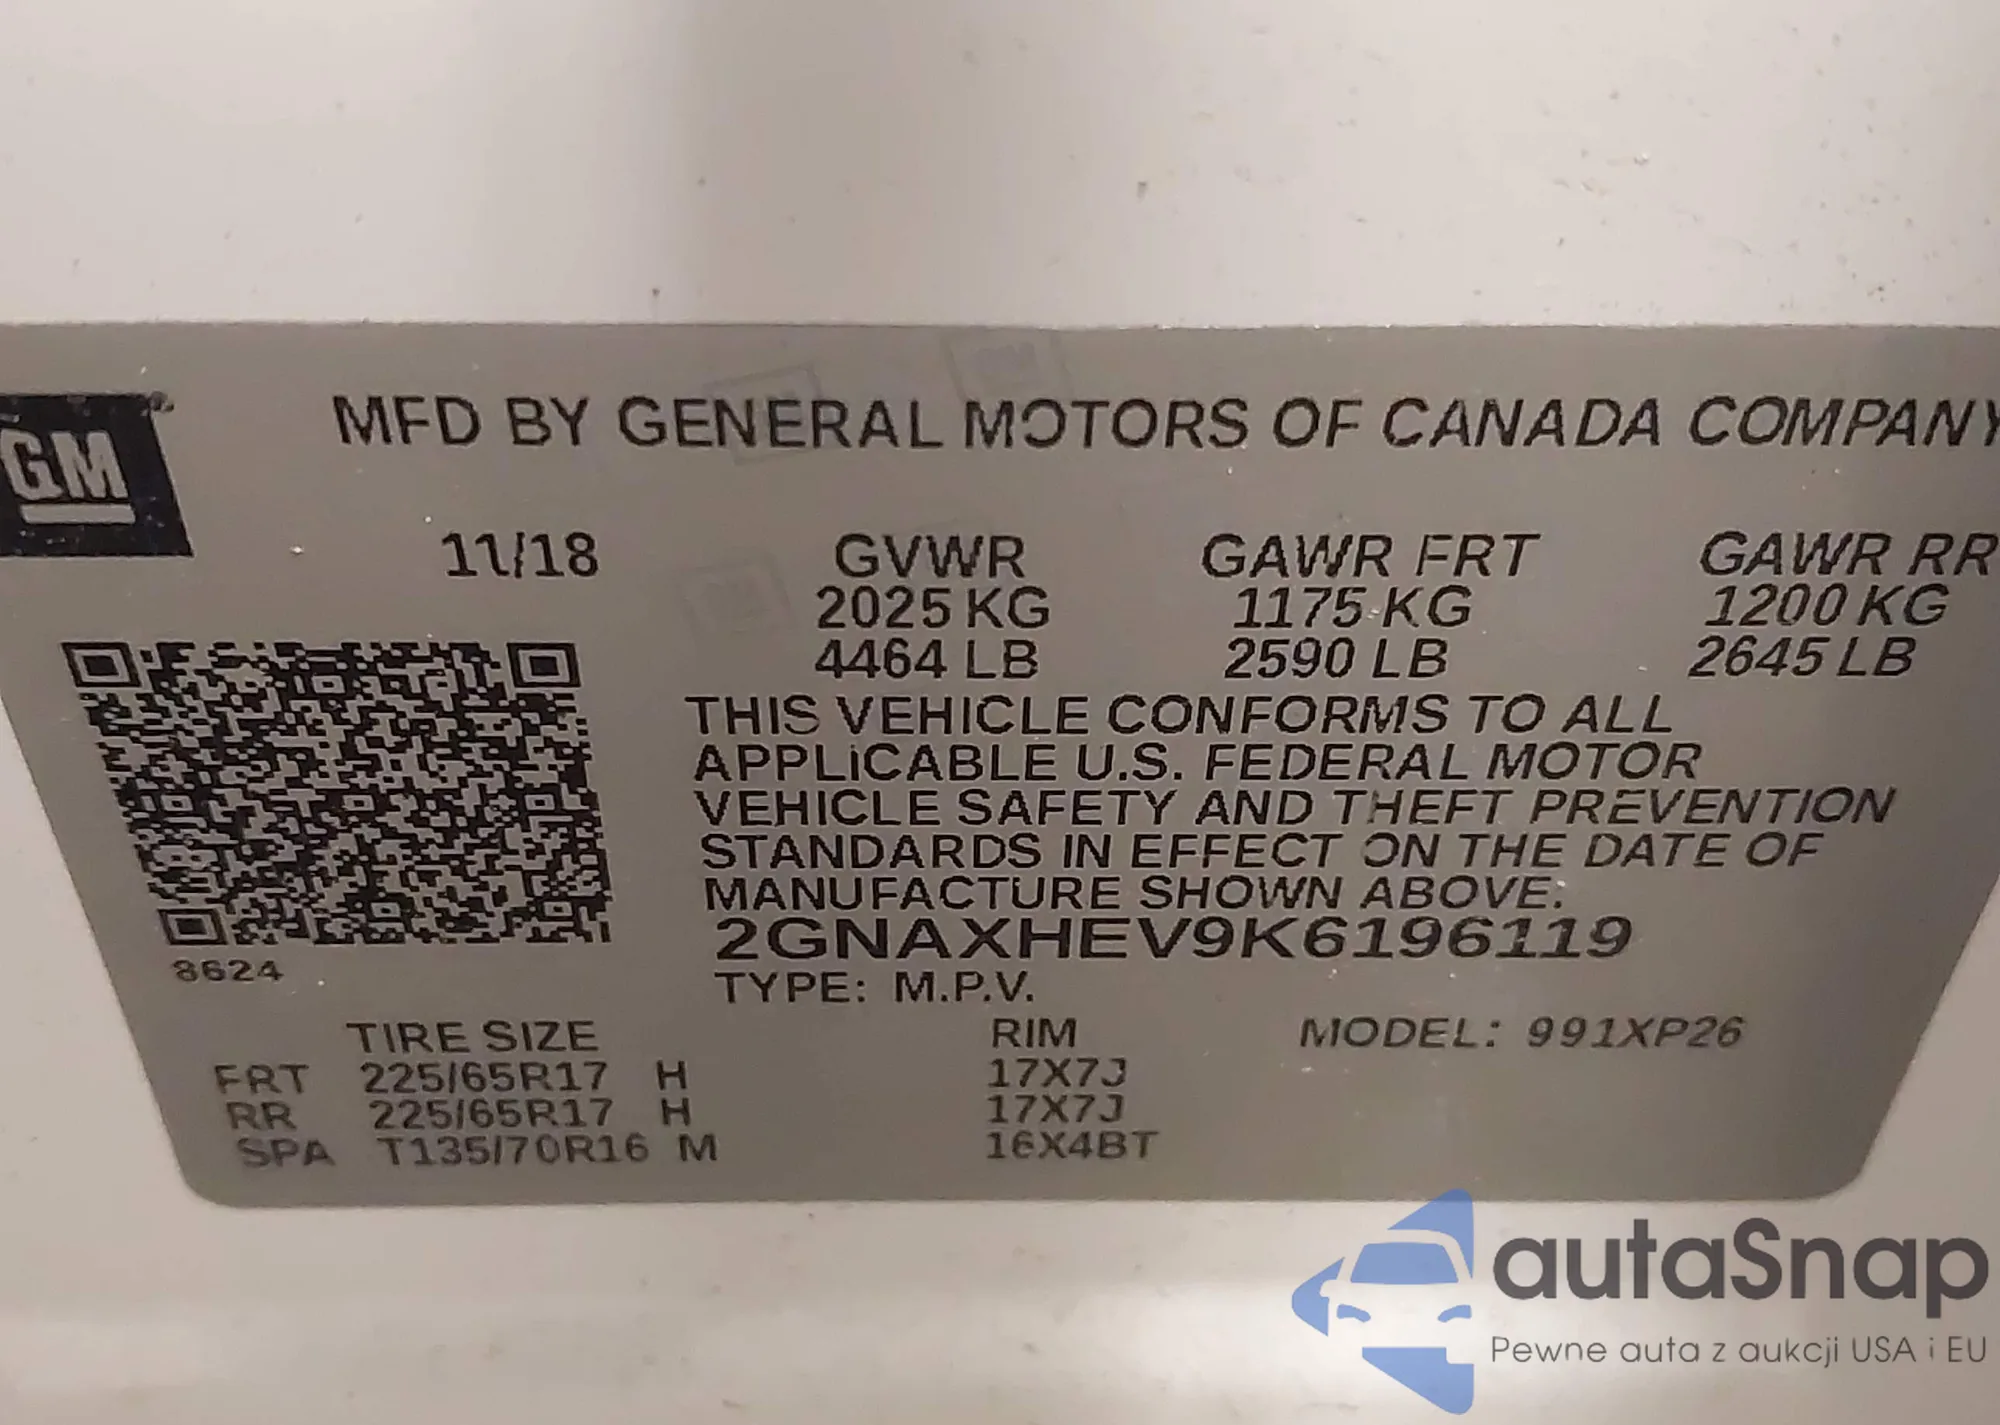 GM
MFD BY GENERAL MOTORS OF CANADA COMPANY
11/18 GVWR GAWR FRT GAWR RR
2025 KG 1175 KG 1200 KG
4464 LB 2590 LB 2645 LB
THIS VEHICLE CONFORMS TO ALL
APPLICABLE U.S. FEDERAL MOTOR
VEHICLE SAFETY AND THEFT PREVENTION
STANDARDS IN EFFECT ON THE DATE OF
MANUFACTURE SHOWN ABOVE.
2GNAXHEV9K6196119
8624
TYPE: M.P.V.
TIRE SIZE RIM MODEL: 991XP26
FRT 225/65R17 H 17X7J
RR 225/65R17 H 17X7J
SPA T135/70R16 M 16X4BT
autaSnap
Pewne auta z aukcji USA i EU